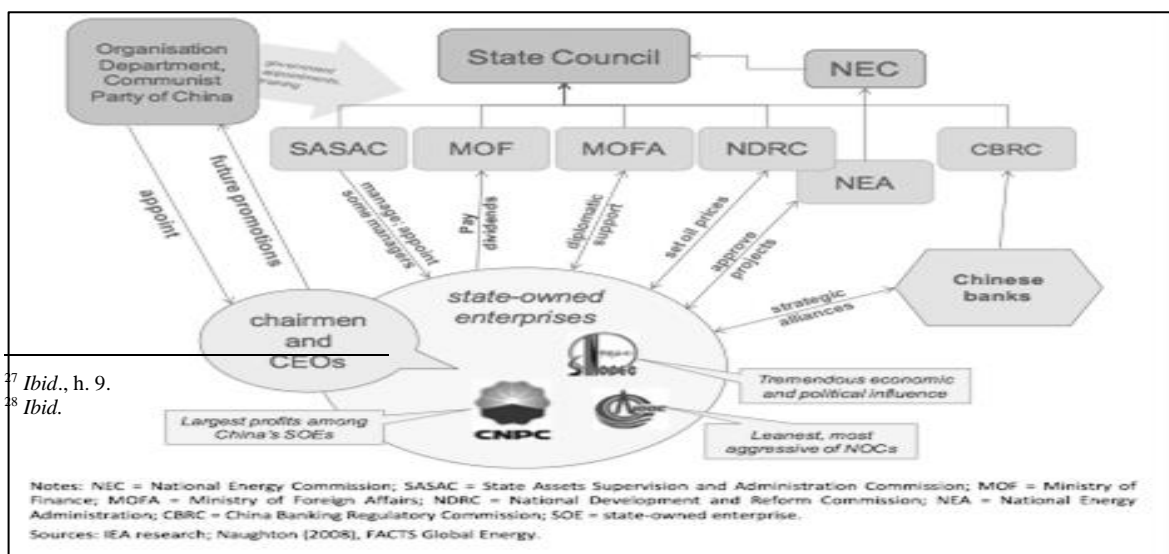 Organisation
Department,
Communist
Party of China
government
appointments,
State Council
NEC
SASAC
MOF
MOFA
NDRC
NEA
CBRC
appoint
future promotions
manage; appoint
some managers
Pay
dividends
diplomatic
support
set oil prices
approve
projects
strategic
alliances
Chinese
banks
state-owned
enterprises
chairmen
and
CEOs
27 Ibid., h. 9.
28 Ibid.
Tremendous economic
and political influence
Largest profits among
China's SOEs
CNPC
Leanest, most
aggressive of NOCs
Notes: NEC = National Energy Commission; SASAC = State Assets Supervision and Administration Commission; MOF = Ministry of
Finance; MOFA = Ministry of Foreign Affairs; NDRC = National Development and Reform Commission; NEA = National Energy
Administration; CBRC = China Banking Regulatory Commission; SOE = state-owned enterprise.
Sources: IEA research; Naughton (2008), FACTS Global Energy.